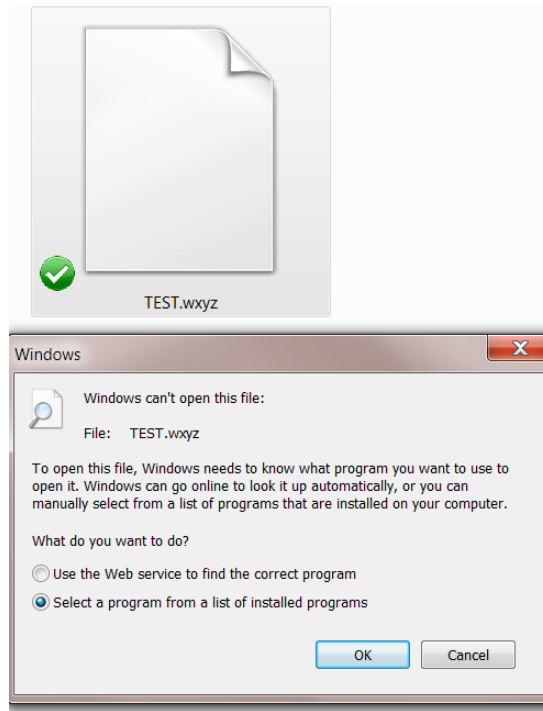 TEST.wxyz
Windows
Windows can't open this file:
File: TEST.wxyz
To open this file, Windows needs to know what program you want to use to
open it. Windows can go online to look it up automatically, or you can
manually select from a list of programs that are installed on your computer.
What do you want to do?
Use the Web service to find the correct program
Select a program from a list of installed programs
OK Cancel